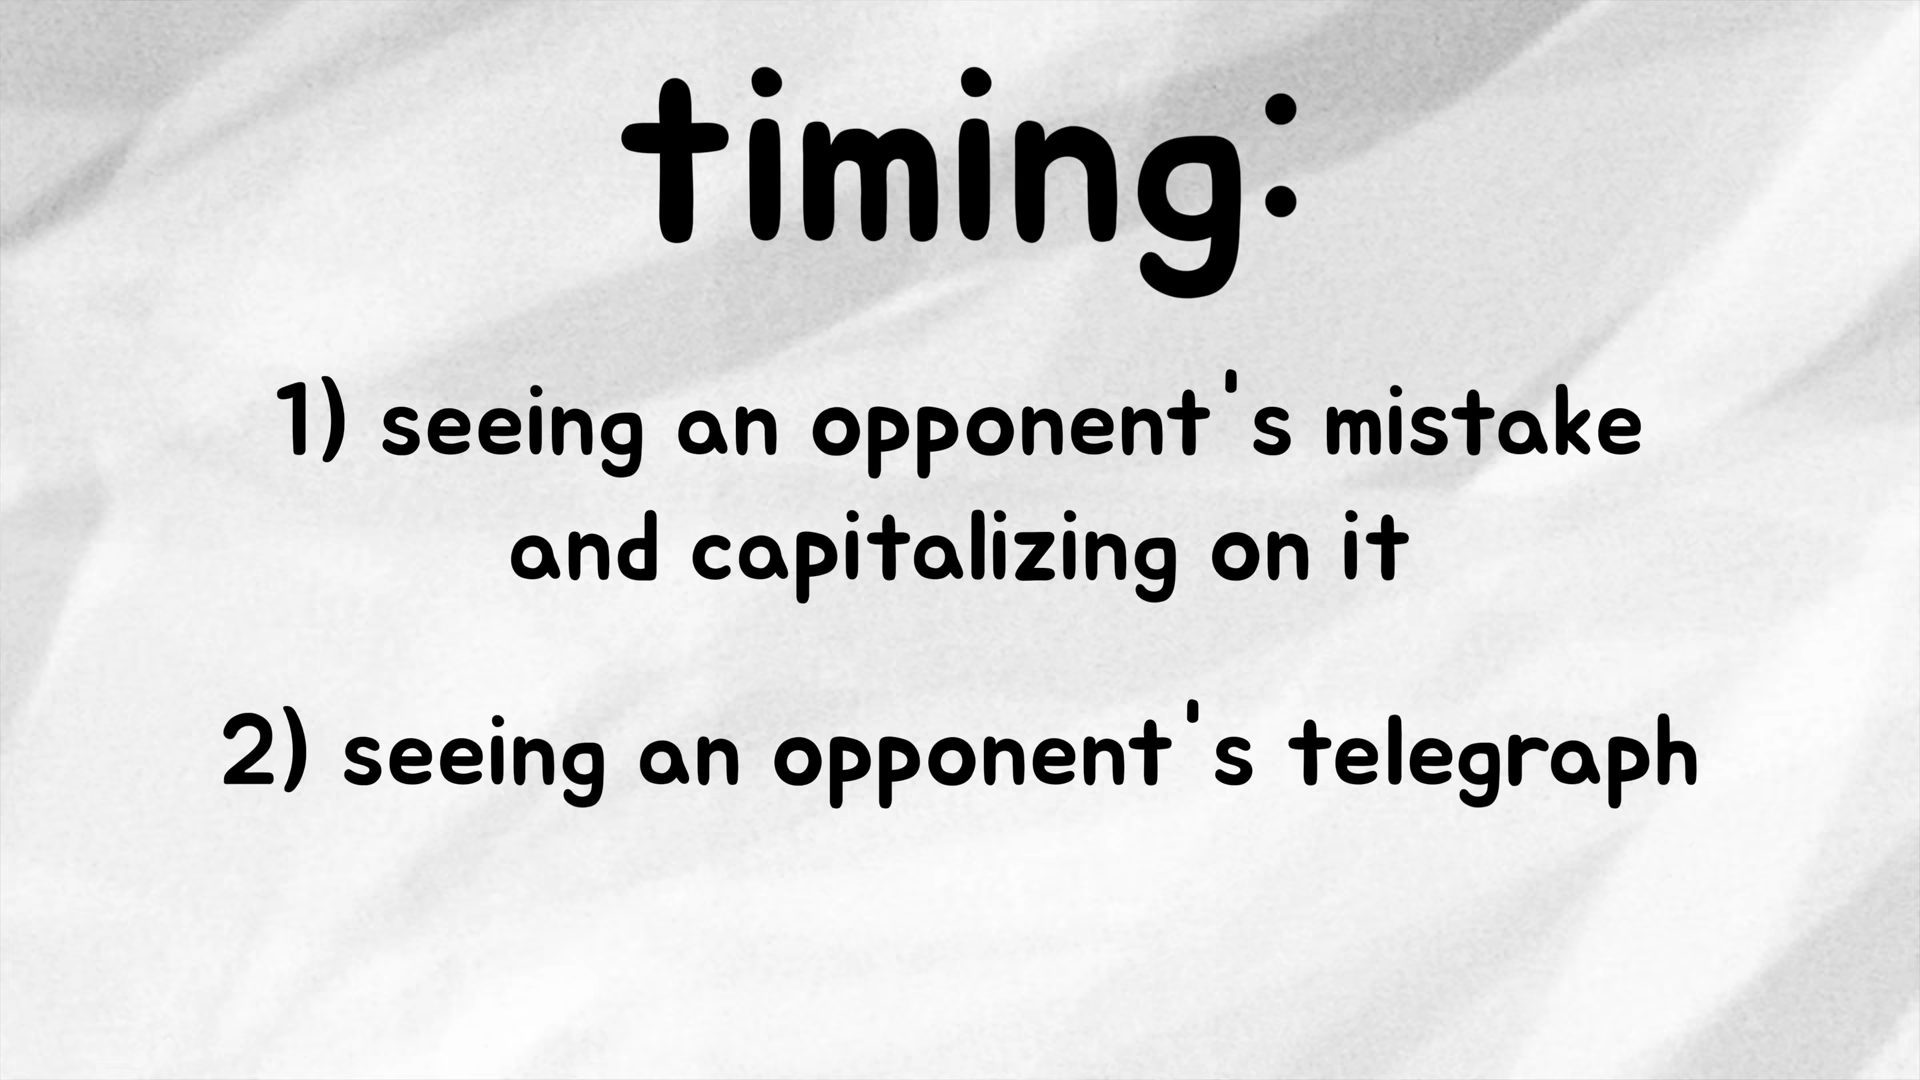 timing:
1) seeing an opponent's mistake
and capitalizing on it
2) seeing an opponent's telegraph